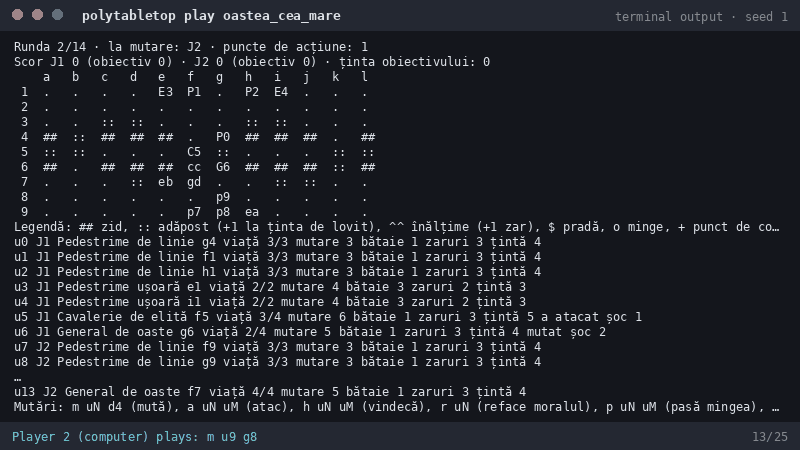 polytabletop play oastea_cea_mare
terminal output · seed 1
Runda 2/14 · la mutare: J2 · puncte de acțiune: 1
Scor J1 0 (obiectiv 0) · J2 0 (obiectiv 0) · ținta obiectivului: 0
a b c d e f g h i j k l
1 . . . . E3 P1 . P2 E4 . . .
2 . . . . . . . . . . . .
3 . . :: :: . . . :: :: . . .
4 ## :: ## ## ## . P0 ## ## ## . ##
5 :: :: . . . C5 :: . . . :: ::
6 ## . ## ## ## cc G6 ## ## ## :: ##
7 . . . :: eb gd . . :: :: . .
8 . . . . . . p9 . . . . .
9 . . . . . p7 p8 ea . . . .
Legendă: ## zid, :: adăpost (+1 la ținta de lovit), ^^ înălțime (+1 zar), $ pradă, o minge, + punct de co…
u0 J1 Pedestrime de linie g4 viață 3/3 mutare 3 bătaie 1 zaruri 3 țintă 4
u1 J1 Pedestrime de linie f1 viață 3/3 mutare 3 bătaie 1 zaruri 3 țintă 4
u2 J1 Pedestrime de linie h1 viață 3/3 mutare 3 bătaie 1 zaruri 3 țintă 4
u3 J1 Pedestrime ușoară e1 viață 2/2 mutare 4 bătaie 3 zaruri 2 țintă 3
u4 J1 Pedestrime ușoară i1 viață 2/2 mutare 4 bătaie 3 zaruri 2 țintă 3
u5 J1 Cavalerie de elită f5 viață 3/4 mutare 6 bătaie 1 zaruri 3 țintă 5 a atacat șoc 1
u6 J1 General de oaste g6 viață 2/4 mutare 5 bătaie 1 zaruri 3 țintă 4 mutat șoc 2
u7 J2 Pedestrime de linie f9 viață 3/3 mutare 3 bătaie 1 zaruri 3 țintă 4
u8 J2 Pedestrime de linie g9 viață 3/3 mutare 3 bătaie 1 zaruri 3 țintă 4
…
u13 J2 General de oaste f7 viață 4/4 mutare 5 bătaie 1 zaruri 3 țintă 4
Mutări: m uN d4 (mută), a uN uM (atac), h uN uM (vindecă), r uN (reface moralul), p uN uM (pasă mingea), …
Player 2 (computer) plays: m u9 g8
13/25